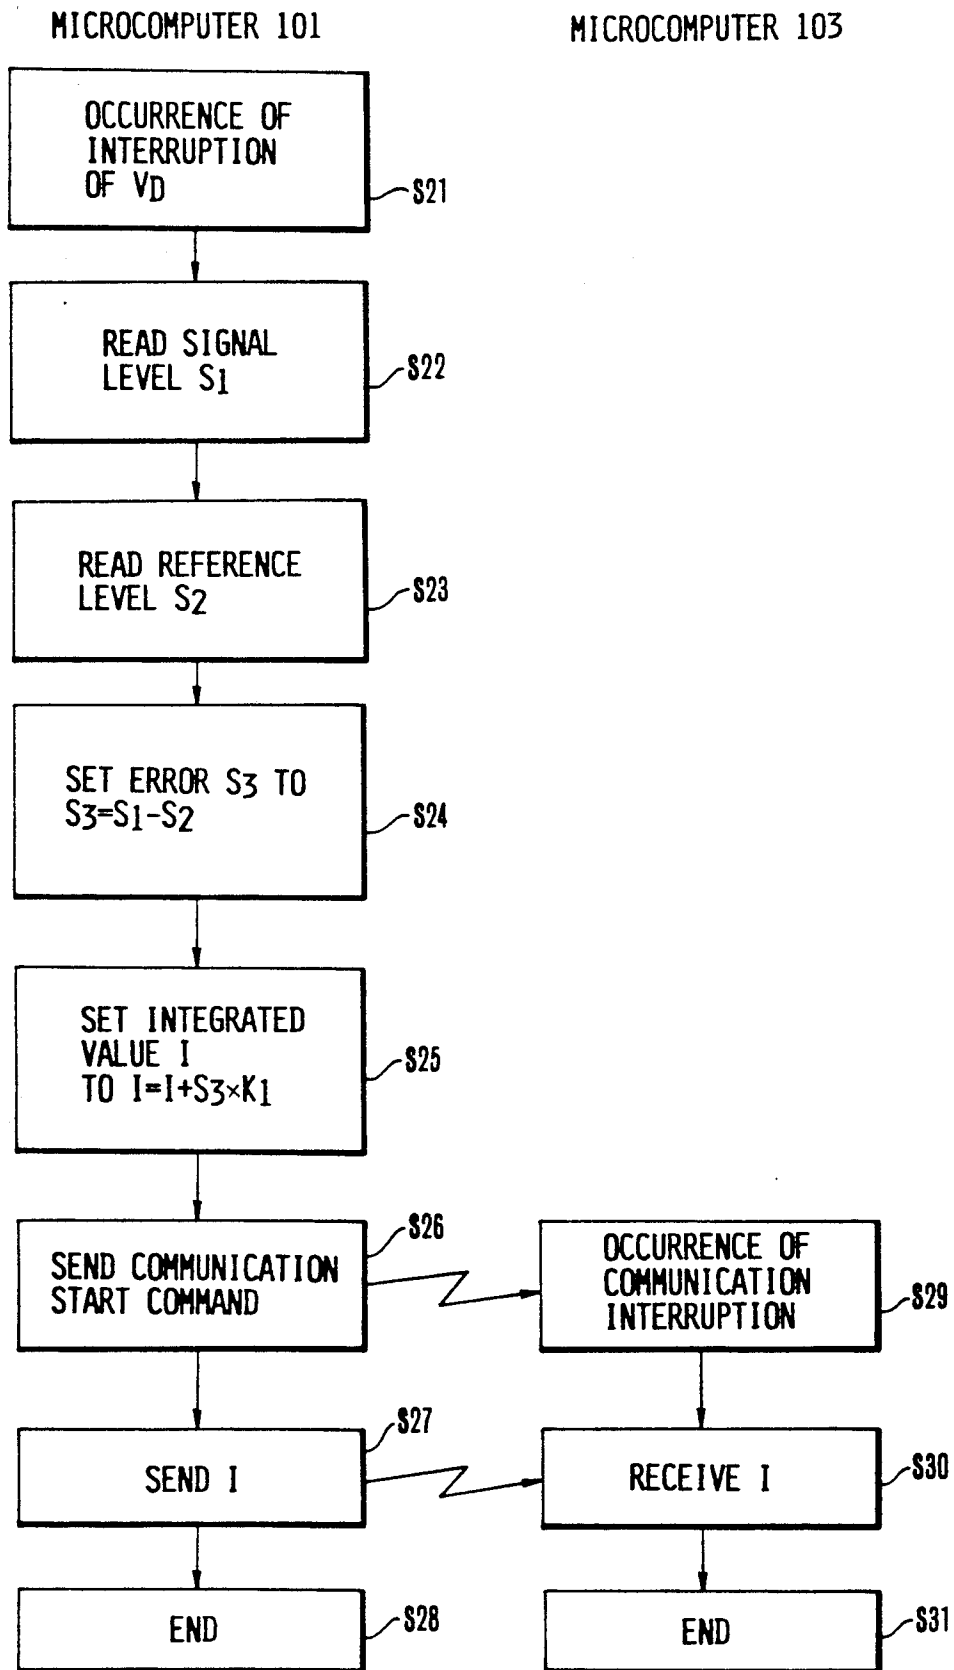 MICROCOMPUTER 101
MICROCOMPUTER 103
OCCURRENCE OF
INTERRUPTION
OF VD
S21
READ SIGNAL
LEVEL S1
S22
READ REFERENCE
LEVEL S2
S23
SET ERROR S3 TO
S3=S1-S2
S24
SET INTEGRATED
VALUE I
TO I=I+S3×K1
S25
SEND COMMUNICATION
START COMMAND
S26
OCCURRENCE OF
COMMUNICATION
INTERRUPTION
S29
SEND I
S27
RECEIVE I
S30
END
S28
END
S31